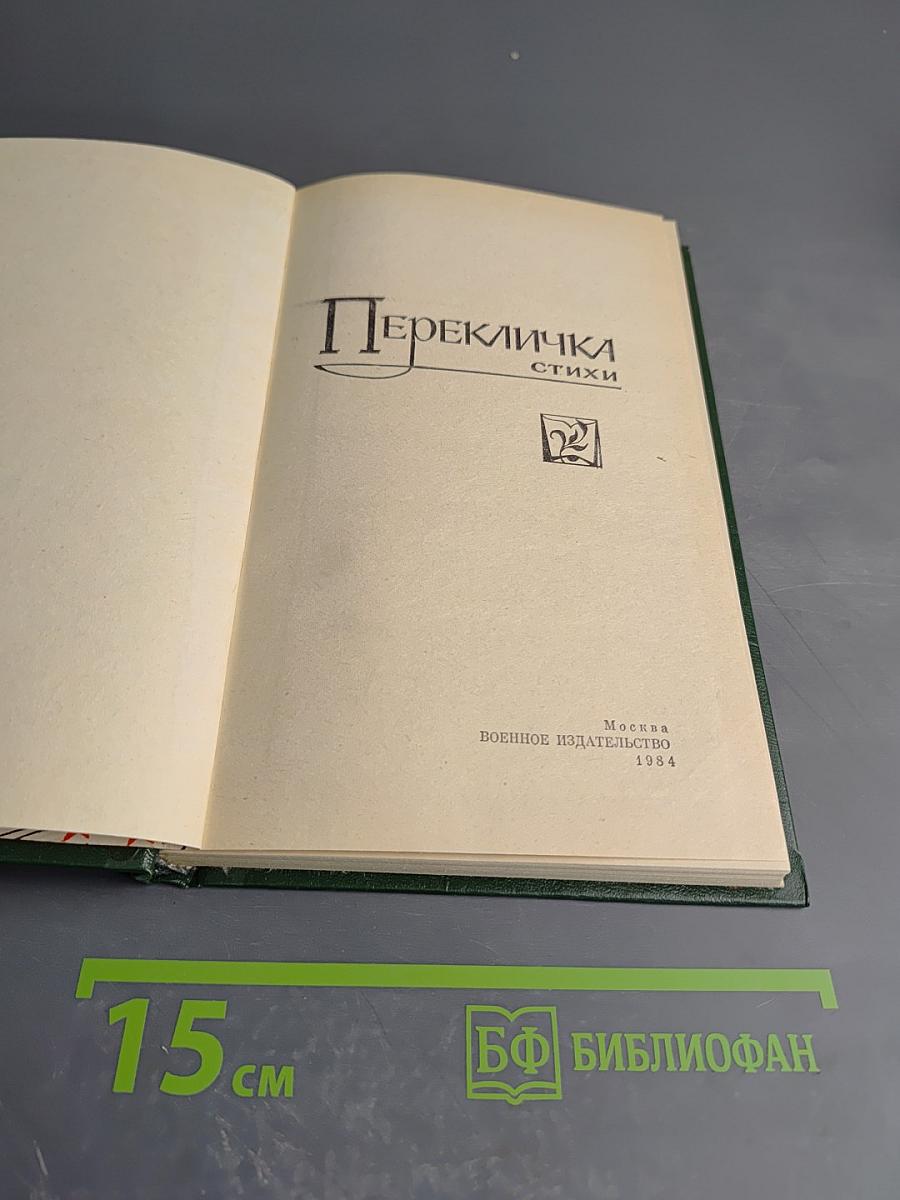 Перекличка
стихи
Москва
ВОЕННОЕ ИЗДАТЕЛЬСТВО
1984
15 см
БФ БИБЛИОФАН